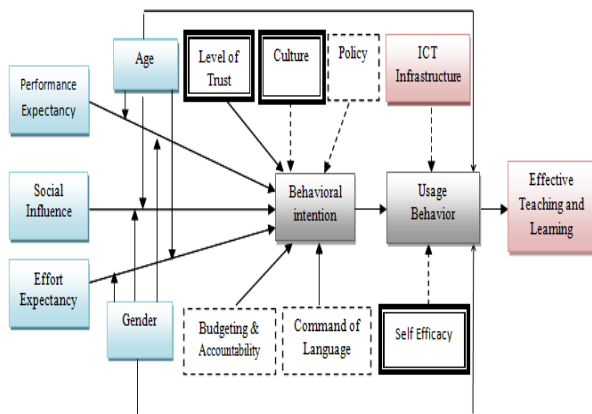 Age
Level of
Trust
Culture
Policy
ICT
Infrastructure
Performance
Expectancy
Social
Influence
Behavioral
intention
Usage
Behavior
Effective
Teaching and
Learning
Effort
Expectancy
Gender
Budgeting &
Accountability
Command of
Language
Self Efficacy